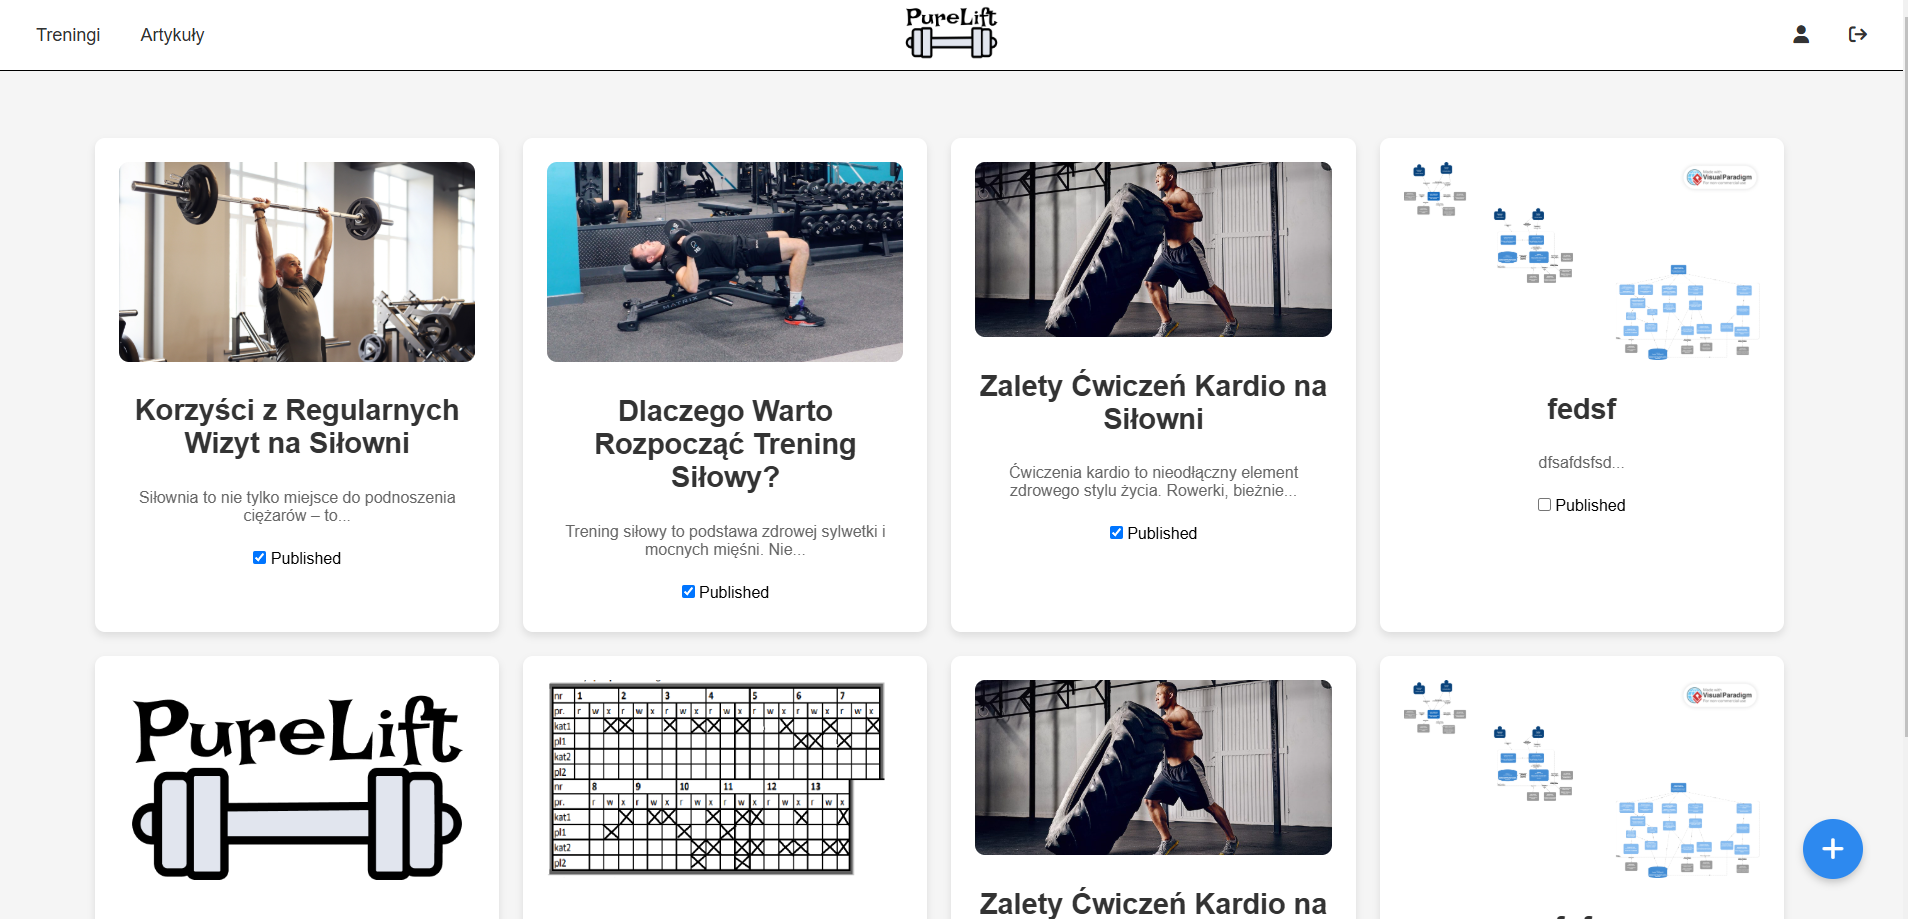 Treningi
Artykuły
PureLift
MATRIX
Korzyści z Regularnych
Wizyt na Siłowni
Siłownia to nie tylko miejsce do podnoszenia
ciężarów – to...
Published
Dlaczego Warto
Rozpocząć Trening
Siłowy?
Trening siłowy to podstawa zdrowej sylwetki i
mocnych mięśni. Nie...
Published
Zalety Ćwiczeń Kardio na
Siłowni
Ćwiczenia kardio to nieodłączny element
zdrowego stylu życia. Rowerki, bieżnie...
Published
Visual Paradigm
fedsf
dfsafdsfsd...
Published
PureLift
nr 1 2 3 4 5 6 7
pr. r w x r w x r w x r w x r w x r w x r w x
kat1
pl1
kat2
pl2
nr 8 9 10 11 12 13
pr. r w x r w x r w x r w x r w x r w x
kat1
pl1
kat2
pl2
Zalety Ćwiczeń Kardio na
Visual Paradigm